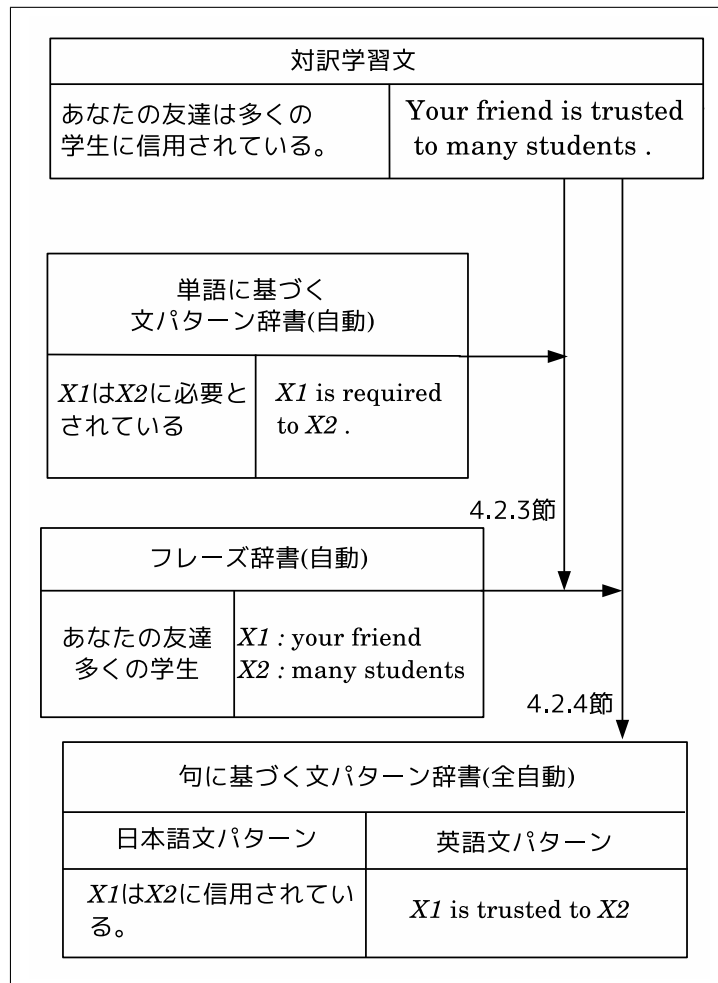 対訳学習文
あなたの友達は多くの
学生に信用されている。
Your friend is trusted
to many students .
単語に基づく
文パターン辞書(自動)
X1はX2に必要と
されている
X1 is required
to X2 .
4.2.3節
フレーズ辞書(自動)
あなたの友達
多くの学生
X1 : your friend
X2 : many students
4.2.4節
句に基づく文パターン辞書(全自動)
日本語文パターン
英語文パターン
X1はX2に信用されてい
る。
X1 is trusted to X2